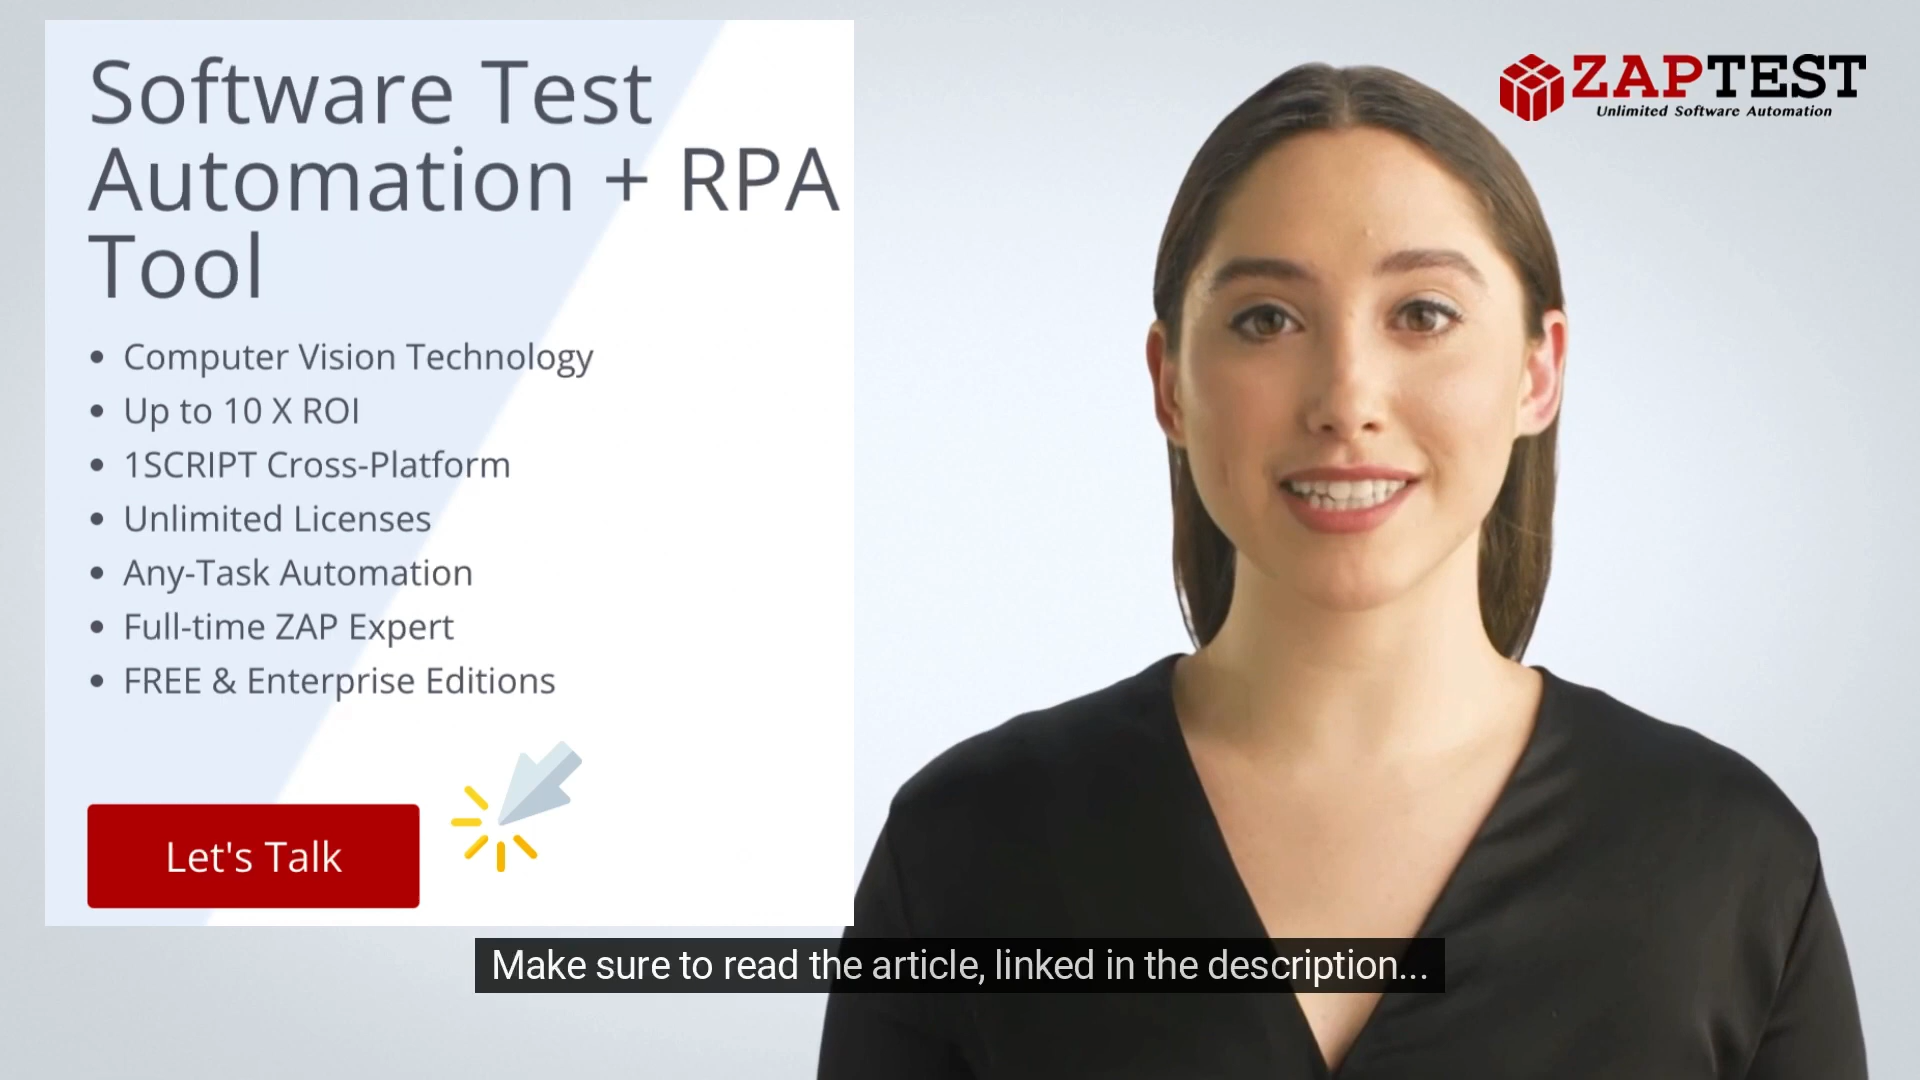 Software Test
Automation + RPA
Tool
• Computer Vision Technology
• Up to 10 X ROI
• 1SCRIPT Cross-Platform
• Unlimited Licenses
• Any-Task Automation
• Full-time ZAP Expert
• FREE & Enterprise Editions
Let's Talk
ZAPTEST
Unlimited Software Automation
Make sure to read the article, linked in the description...